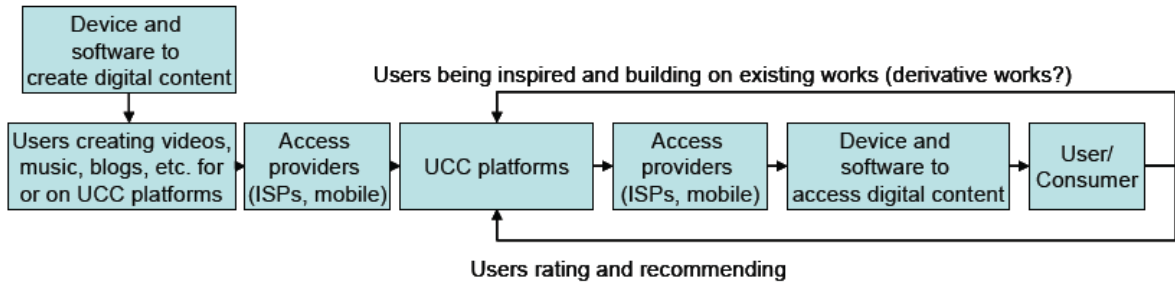 Device and
software to
create digital content
Users being inspired and building on existing works (derivative works?)
Users creating videos,
music, blogs, etc. for
or on UCC platforms
Access
providers
(ISPs, mobile)
UCC platforms
Access
providers
(ISPs, mobile)
Device and
software to
access digital content
User/
Consumer
Users rating and recommending